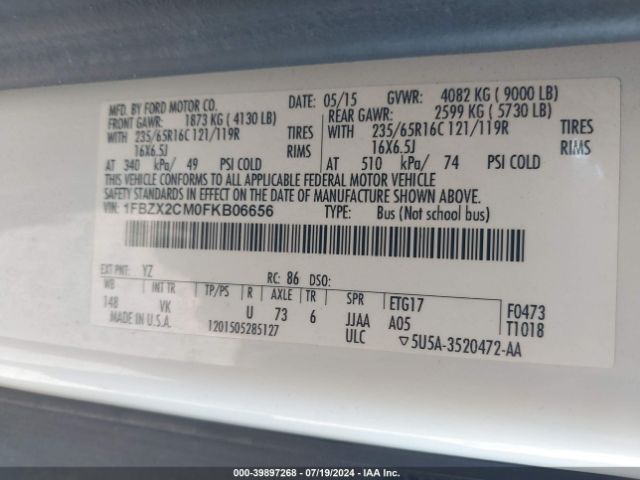 MFD. BY FORD MOTOR CO. DATE: 05/15 GVWR: 4082 KG ( 9000 LB)
FRONT GAWR: 1873 KG ( 4130 LB) REAR GAWR: 2599 KG ( 5730 LB)
WITH 235/65R16C 121/119R TIRES WITH 235/65R16C 121/119R TIRES
16X6.5J RIMS 16X6.5J RIMS
AT 340 kPa/ 49 PSI COLD AT 510 kPa/ 74 PSI COLD
THIS VEHICLE CONFORMS TO ALL APPLICABLE FEDERAL MOTOR VEHICLE
SAFETY STANDARDS IN EFFECT ON THE DATE OF MANUFACTURE SHOWN ABOVE.
VIN: 1FBZX2CM0FKB06656 TYPE: Bus (Not school bus)
EXT PNT: YZ RC: 86 DSO:
WB INT TR TP/PS R AXLE TR SPR ETG17 F0473
148 VK U 73 6 JJAA A05 T1018
MADE IN U.S.A. 1201505285127 ULC ▽5U5A-3520472-AA
000-39897268 - 07/19/2024 - IAA Inc.